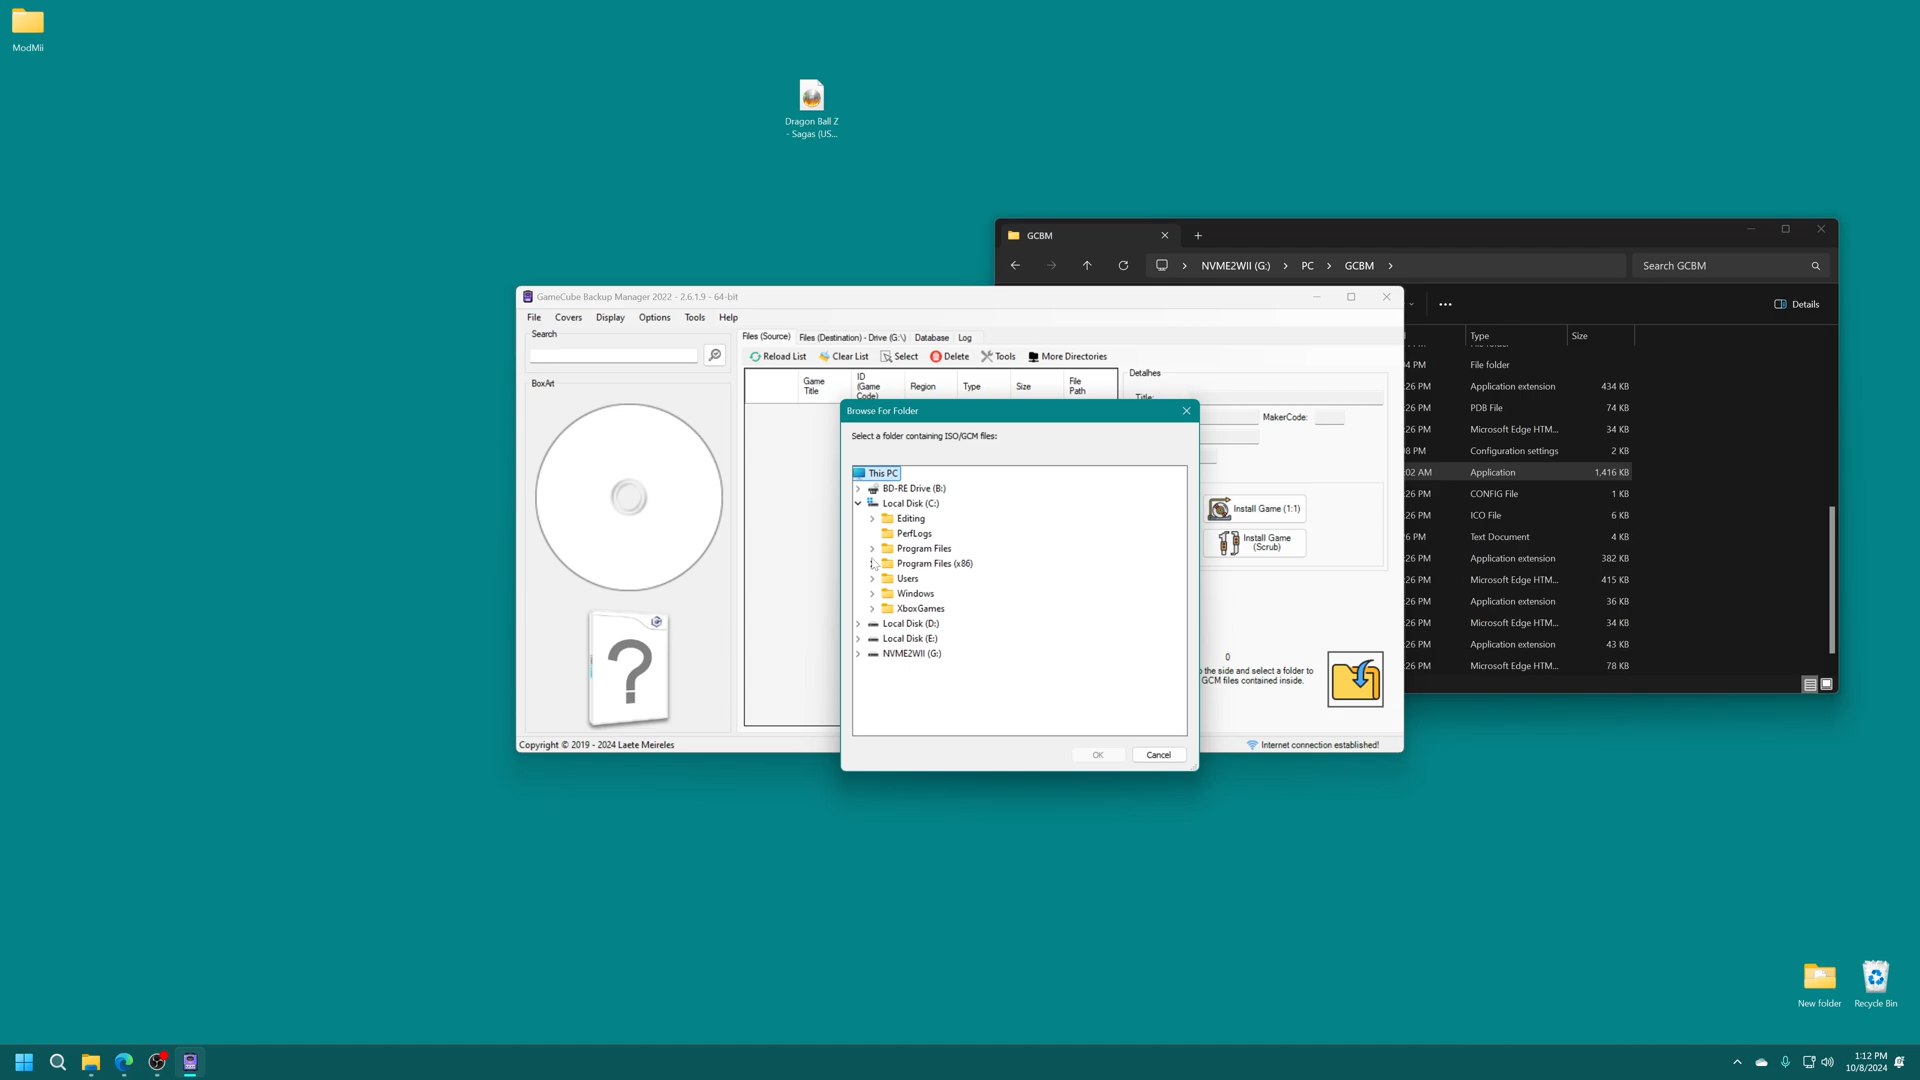 ModMii
Dragon Ball Z
- Sagas (US...
GCBM
NVME2WII (G:)
PC
GCBM
Search GCBM
Details
Type
Size
File folder
Application extension
434 KB
PDB File
74 KB
Microsoft Edge HTM...
34 KB
Configuration settings
2 KB
Application
1,416 KB
CONFIG File
1 KB
ICO File
6 KB
Text Document
4 KB
Application extension
382 KB
Microsoft Edge HTM...
415 KB
Application extension
36 KB
Microsoft Edge HTM...
34 KB
Application extension
43 KB
Microsoft Edge HTM...
78 KB
GameCube Backup Manager 2022 - 2.6.1.9 - 64-bit
File
Covers
Display
Options
Tools
Help
Search
BoxArt
Files (Source)
Files (Destination) - Drive (G:\)
Database
Log
Reload List
Clear List
Select
Delete
Tools
More Directories
Game
Title
ID
(Game
Code)
Region
Type
Size
File
Path
Detalhes
Title:
MakerCode:
Install Game (1:1)
Install Game
(Scrub)
0
the side and select a folder to
GCM files contained inside.
Copyright © 2019 - 2024 Laete Meireles
Internet connection established!
Browse For Folder
Select a folder containing ISO/GCM files:
This PC
BD-RE Drive (B:)
Local Disk (C:)
Editing
PerfLogs
Program Files
Program Files (x86)
Users
Windows
XboxGames
Local Disk (D:)
Local Disk (E:)
NVME2WII (G:)
OK
Cancel
New folder
Recycle Bin
1:12 PM
10/8/2024